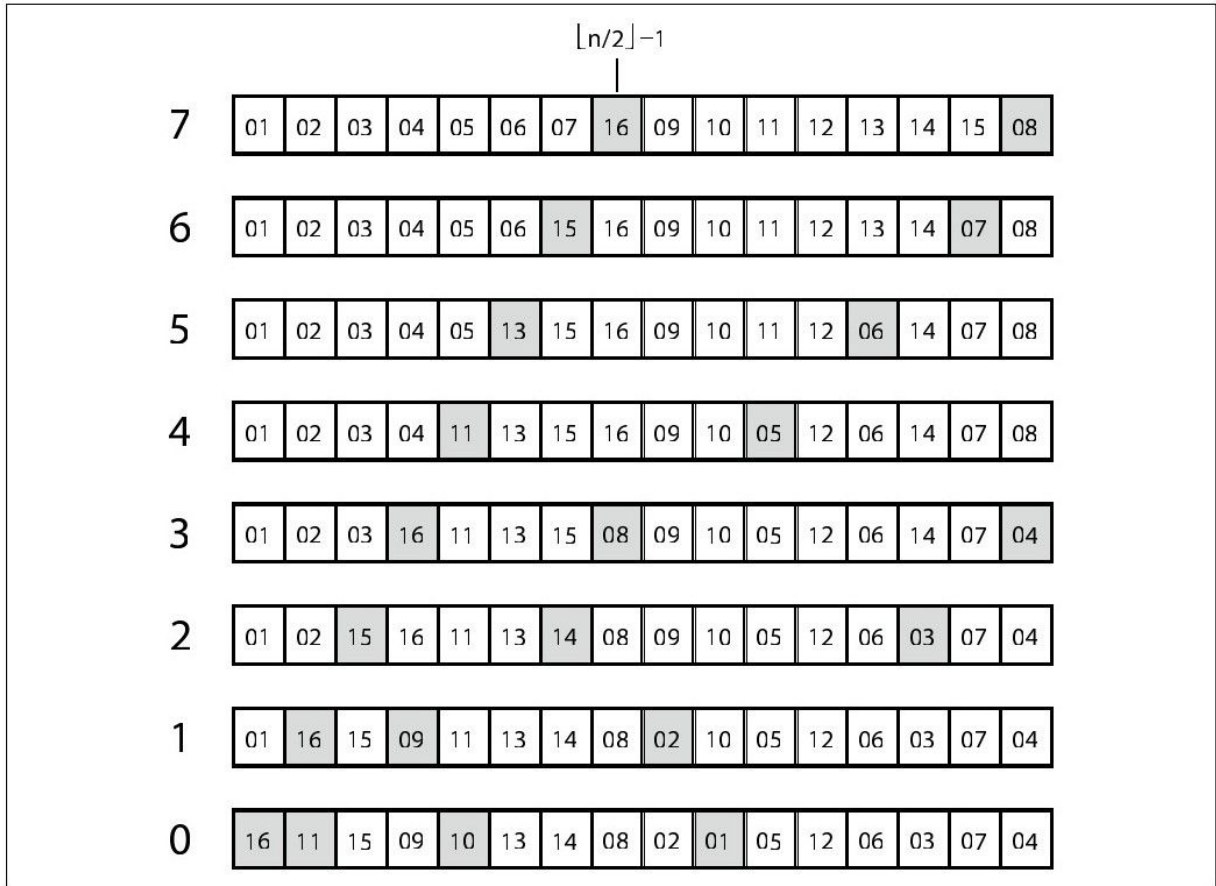 ⌊n/2⌋−1
7 01 02 03 04 05 06 07 16 09 10 11 12 13 14 15 08
6 01 02 03 04 05 06 15 16 09 10 11 12 13 14 07 08
5 01 02 03 04 05 13 15 16 09 10 11 12 06 14 07 08
4 01 02 03 04 11 13 15 16 09 10 05 12 06 14 07 08
3 01 02 03 16 11 13 15 08 09 10 05 12 06 14 07 04
2 01 02 15 16 11 13 14 08 09 10 05 12 06 03 07 04
1 01 16 15 09 11 13 14 08 02 10 05 12 06 03 07 04
0 16 11 15 09 10 13 14 08 02 01 05 12 06 03 07 04